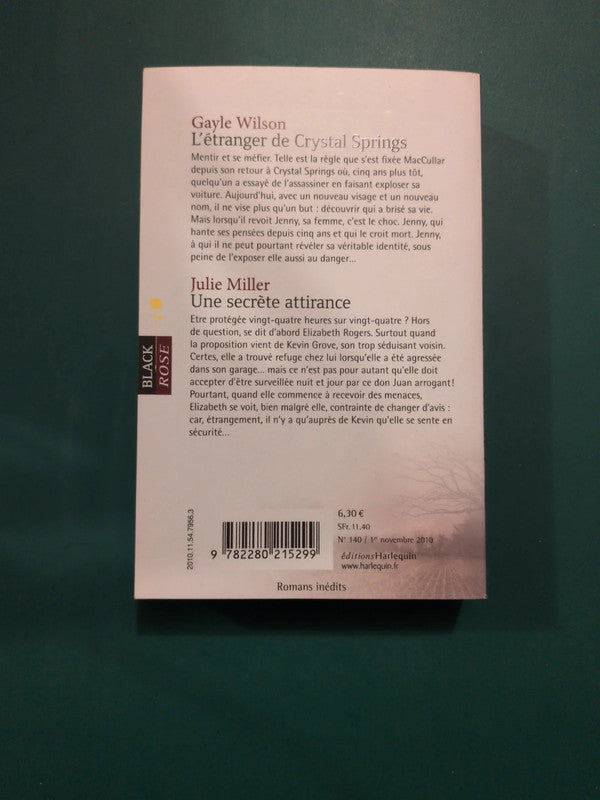 Gayle Wilson
L'étranger de Crystal Springs
Mentir et se méfier. Telle est la règle que s'est fixée MacCullar
depuis son retour à Crystal Springs où, cinq ans plus tôt,
quelqu'un a essayé de l'assassiner en faisant exploser sa
voiture. Aujourd'hui, avec un nouveau visage et un nouveau
nom, il ne vise plus qu'un but : découvrir qui a brisé sa vie.
Mais lorsqu'il revoit Jenny, sa femme, c'est le choc. Jenny, qui
hante ses pensées depuis cinq ans et qui le croit mort. Jenny,
à qui il ne peut pourtant révéler sa véritable identité, sous
peine de l'exposer elle aussi au danger...
Julie Miller
Une secrète attirance
Etre protégée vingt-quatre heures sur vingt-quatre ? Hors
de question, se dit d'abord Elizabeth Rogers. Surtout quand
la proposition vient de Kevin Grove, son trop séduisant voisin.
Certes, elle a trouvé refuge chez lui lorsqu'elle a été agressée
dans son garage... mais ce n'est pas pour autant qu'elle doit
accepter d'être surveillée nuit et jour par ce don Juan arrogant!
Pourtant, quand elle commence à recevoir des menaces,
Elizabeth se voit, bien malgré elle, contrainte de changer d'avis :
car, étrangement, il n'y a qu'auprès de Kevin qu'elle se sente en
sécurité...
BLACK
ROSE
2010.11.54.7956.3
9 782280 215299
6,30 €
SFr. 11.40
N° 140 / 1er novembre 2010
éditionsHarlequin
www.harlequin.fr
Romans inédits